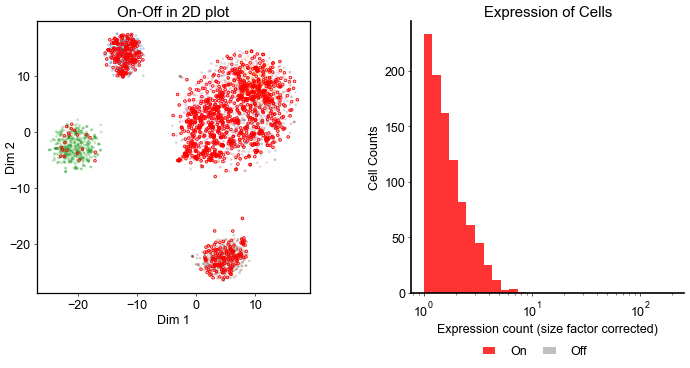 On-Off in 2D plot
Dim 2
10
0
−10
−20
−20 −10 0 10
Dim 1
Expression of Cells
Cell Counts
200
150
100
50
0
10^0 10^1 10^2
Expression count (size factor corrected)
On Off